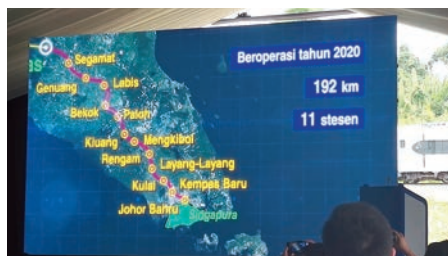 Beroperasi tahun 2020
192 km
11 stesen
Segamat
Genuang
Labis
Bekok
Paloh
Kluang
Mengkibol
Rengam
Layang-Layang
Kulai
Kempas Baru
Johor Bahru
Singapura